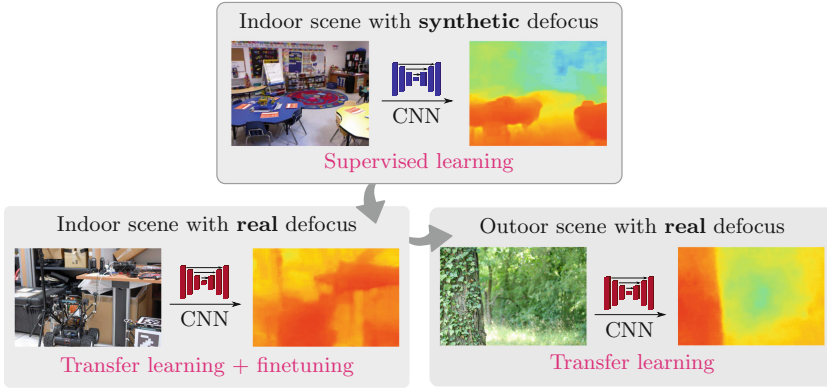 Indoor scene with synthetic defocus
CNN
Supervised learning
Indoor scene with real defocus
CNN
Transfer learning + finetuning
Outoor scene with real defocus
CNN
Transfer learning